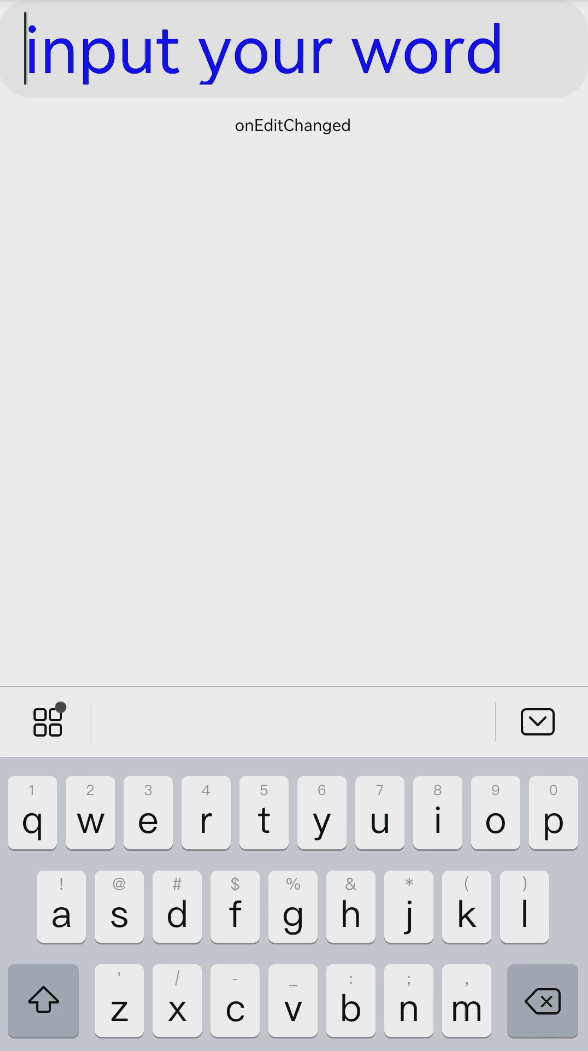 input your word
onEditChanged
1 2 3 4 5 6 7 8 9 0
q w e r t y u i o p
! @ # $ % & * ( )
a s d f g h j k l
' / - _ : ; ,
z x c v b n m